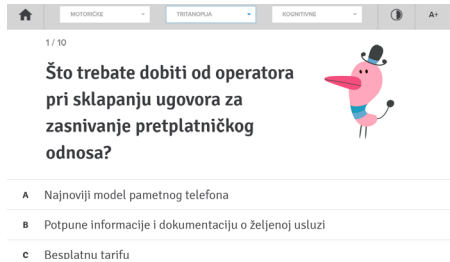 MOTORIČKE
TRITANOPIJA
KOGNITIVNE
A+
1 / 10
Što trebate dobiti od operatora
pri sklapanju ugovora za
zasnivanje pretplatničkog
odnosa?
A Najnoviji model pametnog telefona
B Potpune informacije i dokumentaciju o željenoj usluzi
C Besplatnu tarifu